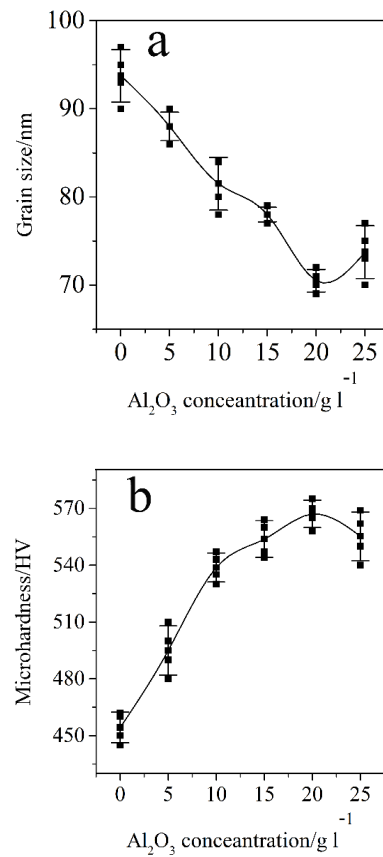 a
100
90
80
70
Grain size/nm
0 5 10 15 20 25
Al₂O₃ conceantration/g l⁻¹
b
570
540
510
480
450
Microhardness/HV
0 5 10 15 20 25
Al₂O₃ conceantration/g l⁻¹